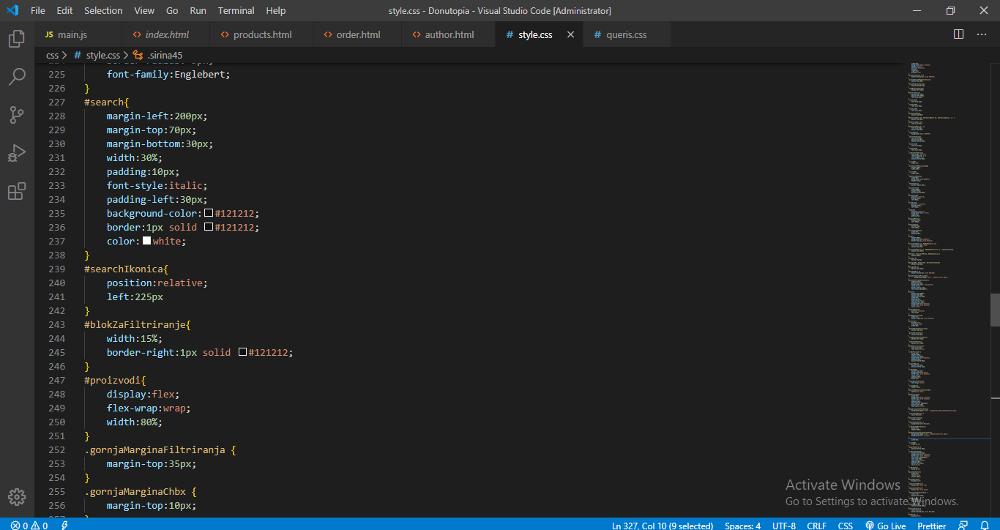 File Edit Selection View Go Run Terminal Help style.css - Donutopia - Visual Studio Code [Administrator]
JS main.js <> index.html <> products.html <> order.html <> author.html # style.css # queris.css
css > # style.css > .sirina45
225 font-family:Englebert;
226 }
227 #search{
228 margin-left:200px;
229 margin-top:70px;
230 margin-bottom:30px;
231 width:30%;
232 padding:10px;
233 font-style:italic;
234 padding-left:30px;
235 background-color:#121212;
236 border:1px solid #121212;
237 color:white;
238 }
239 #searchIkonica{
240 position:relative;
241 left:225px
242 }
243 #blokZaFiltriranje{
244 width:15%;
245 border-right:1px solid #121212;
246 }
247 #proizvodi{
248 display:flex;
249 flex-wrap:wrap;
250 width:80%;
251 }
252 .gornjaMarginaFiltriranja {
253 margin-top:35px;
254 }
255 .gornjaMarginaChbx {
256 margin-top:10px;
Activate Windows
Go to Settings to activate Windows.
0 0 Ln 327, Col 10 (9 selected) Spaces: 4 UTF-8 CRLF CSS Go Live Prettier